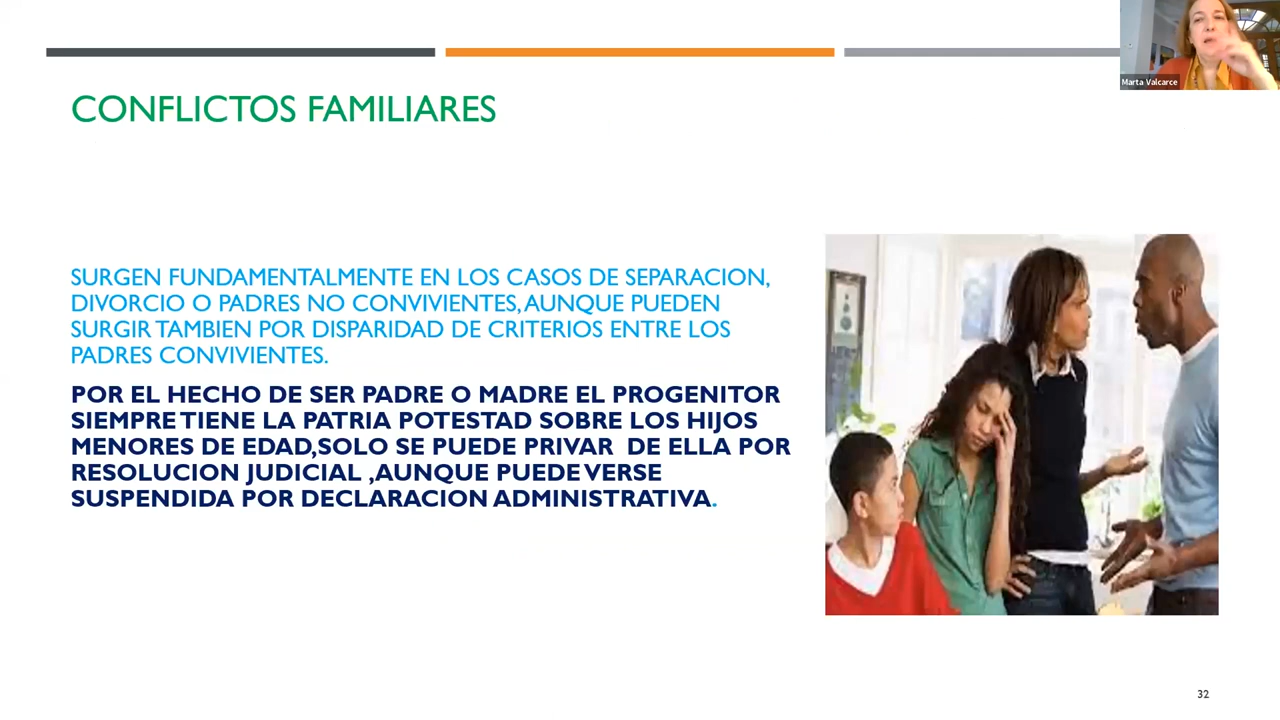 Marta Valcarce
CONFLICTOS FAMILIARES
SURGEN FUNDAMENTALMENTE EN LOS CASOS DE SEPARACION,
DIVORCIO O PADRES NO CONVIVIENTES, AUNQUE PUEDEN
SURGIR TAMBIEN POR DISPARIDAD DE CRITERIOS ENTRE LOS
PADRES CONVIVIENTES.
POR EL HECHO DE SER PADRE O MADRE EL PROGENITOR
SIEMPRE TIENE LA PATRIA POTESTAD SOBRE LOS HIJOS
MENORES DE EDAD,SOLO SE PUEDE PRIVAR DE ELLA POR
RESOLUCION JUDICIAL ,AUNQUE PUEDE VERSE
SUSPENDIDA POR DECLARACION ADMINISTRATIVA.
32